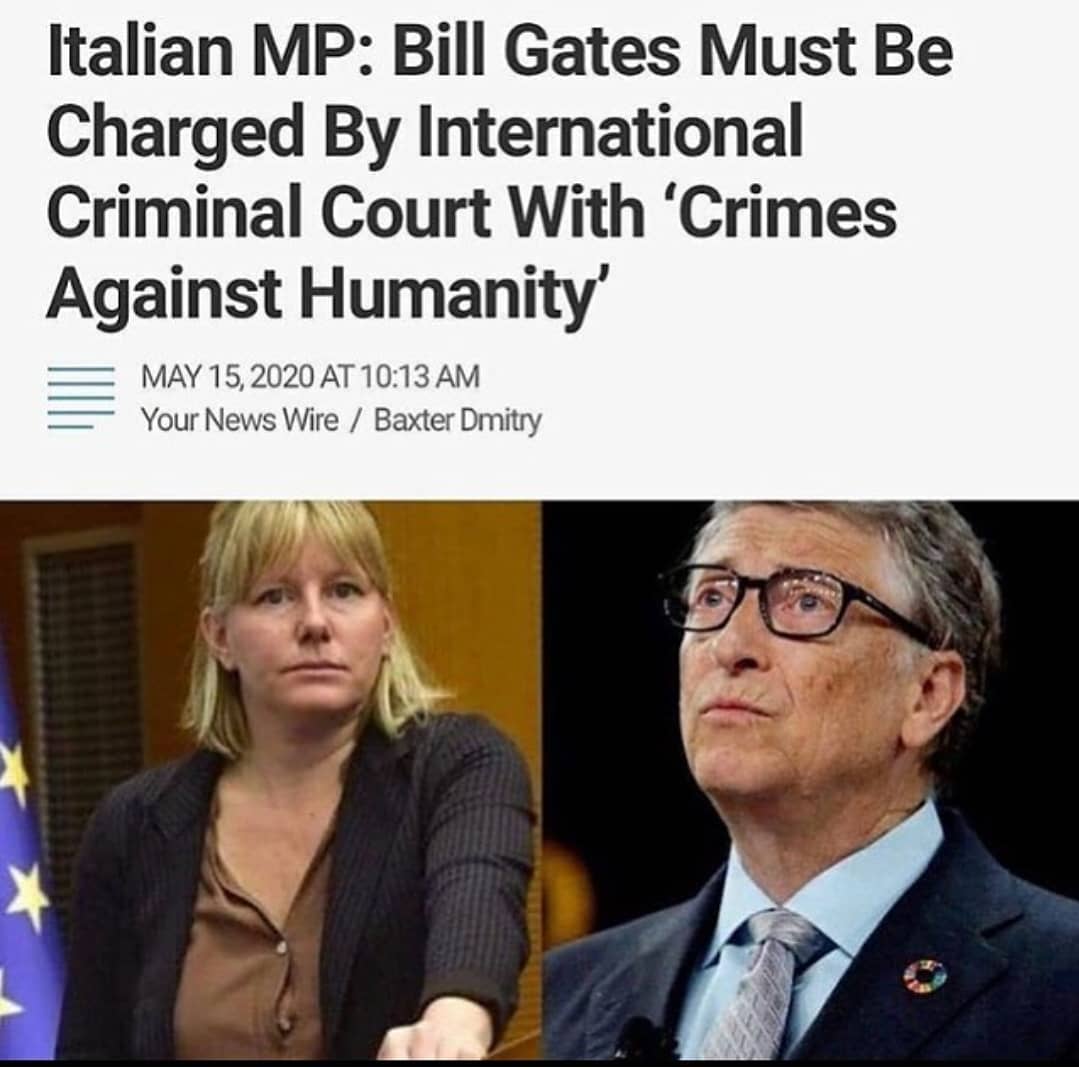 Italian MP: Bill Gates Must Be
Charged By International
Criminal Court With ‘Crimes
Against Humanity’
MAY 15, 2020 AT 10:13 AM
Your News Wire / Baxter Dmitry